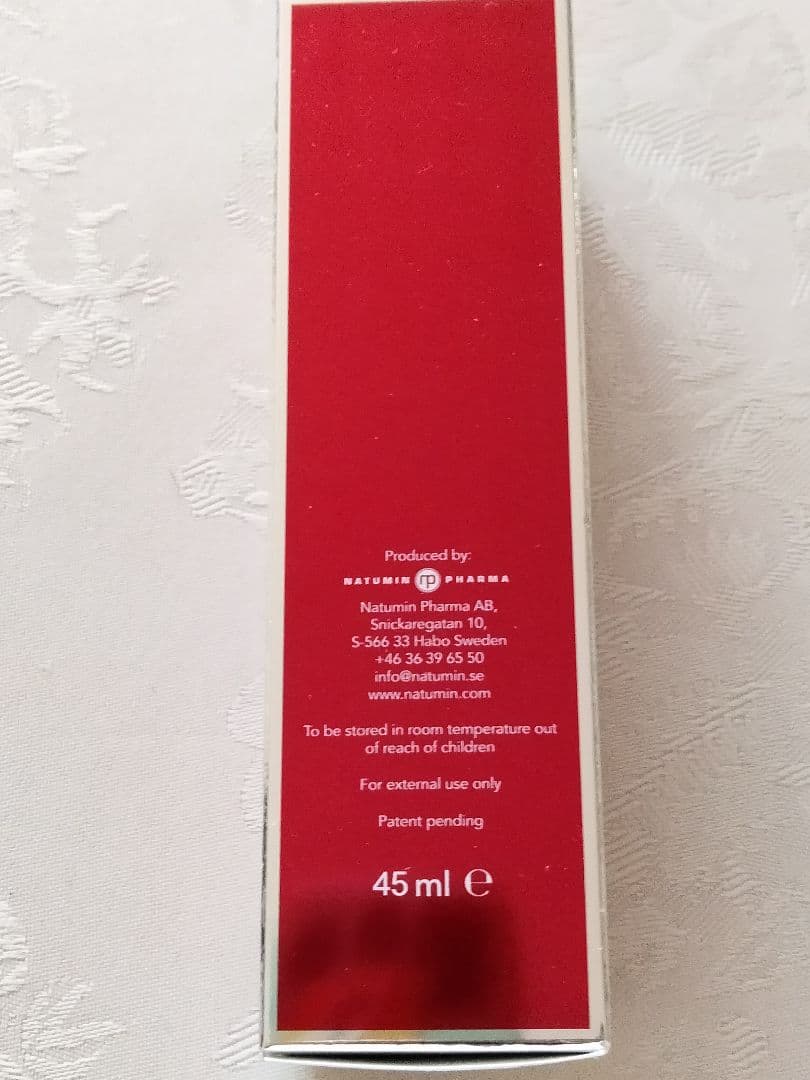 Produced by:
NATUMIN np PHARMA
Natumin Pharma AB,
Snickaregatan 10,
S-566 33 Habo Sweden
+46 36 39 65 50
info@natumin.se
www.natumin.com
To be stored in room temperature out
of reach of children
For external use only
Patent pending
45 ml ℮